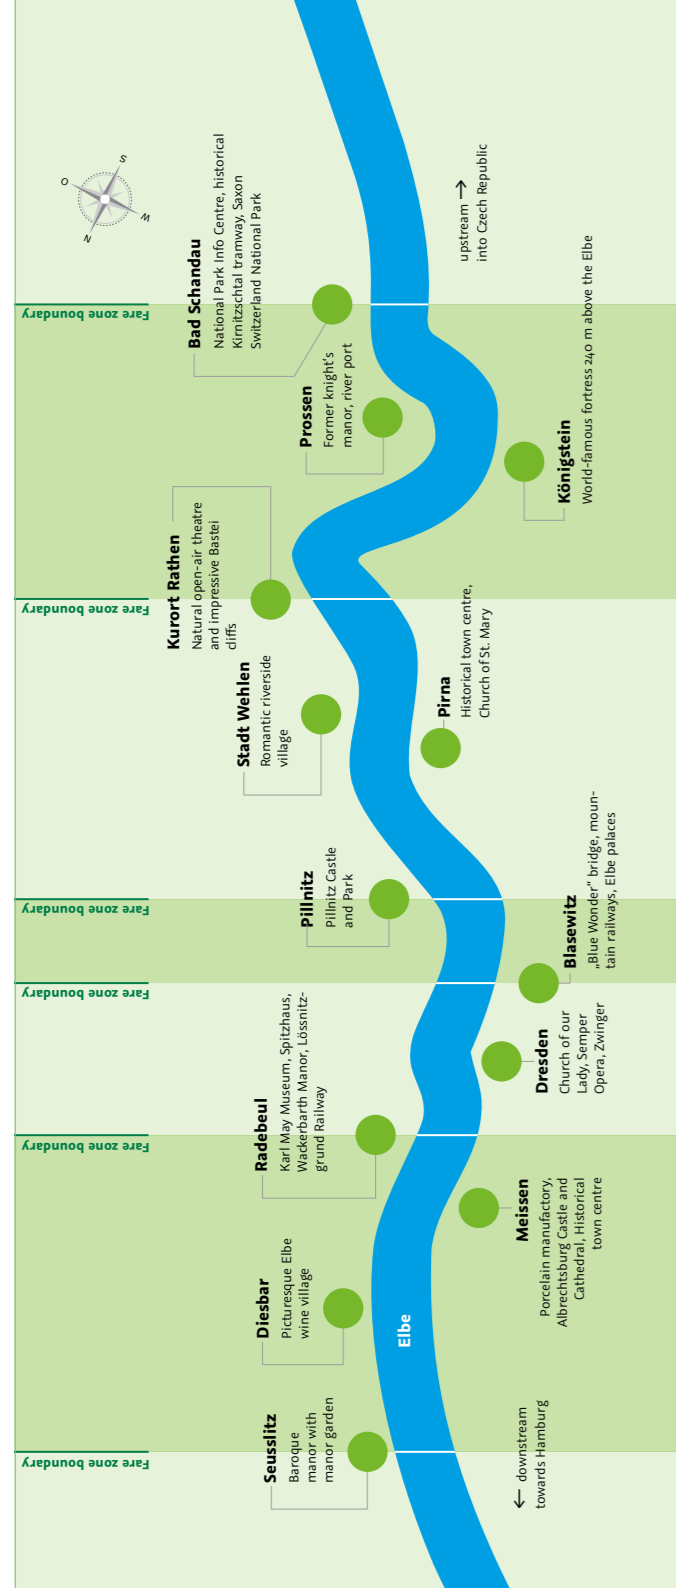 S
O
W
N
upstream →
into Czech Republic
Bad Schandau
National Park Info Centre, historical
Kirnitzschtal tramway, Saxon
Switzerland National Park
Fare zone boundary
Prossen
Former knight's
manor, river port
Königstein
World-famous fortress 240 m above the Elbe
Kurort Rathen
Natural open-air theatre
and impressive Bastei
cliffs
Fare zone boundary
Stadt Wehlen
Romantic riverside
village
Pirna
Historical town centre,
Church of St. Mary
Pillnitz
Pillnitz Castle
and Park
Fare zone boundary
Blasewitz
„Blue Wonder“ bridge, moun-
tain railways, Elbe palaces
Fare zone boundary
Dresden
Church of our
Lady, Semper
Opera, Zwinger
Radebeul
Karl May Museum, Spitzhaus,
Wackerbarth Manor, Lössnitz-
grund Railway
Fare zone boundary
Meissen
Porcelain manufactory,
Albrechtsburg Castle and
Cathedral, Historical
town centre
Diesbar
Picturesque Elbe
wine village
Elbe
Seusslitz
Baroque
manor with
manor garden
Fare zone boundary
← downstream
towards Hamburg